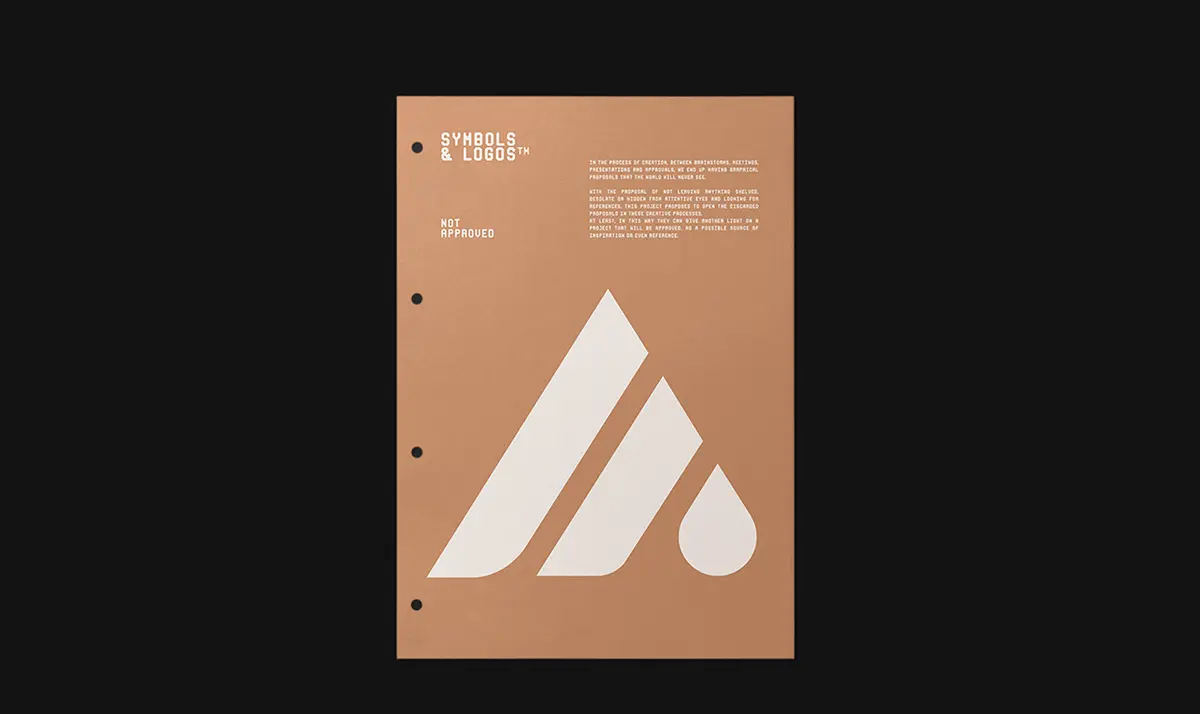 SYMBOLS
& LOGOS™
IN THE PROCESS OF CREATION, BETWEEN BRAINSTORMS, MEETINGS,
PRESENTATIONS AND APPROVALS, WE END UP HAVING GRAPHICAL
PROPOSALS THAT THE WORLD WILL NEVER SEE.
WITH THE PROPOSAL OF NOT LEAVING ANYTHING SHELVED,
DESOLATE OR HIDDEN FROM ATTENTIVE EYES AND LOOKING FOR
REFERENCES, THIS PROJECT PROPOSED TO OPEN THE DISCARDED
PROPOSALS IN THESE CREATIVE PROCESSES.
AT LEAST, IN THIS WAY THEY CAN GIVE ANOTHER LIGHT ON A
PROJECT THAT WILL BE APPROVED, AS A POSSIBLE SOURCE OF
INSPIRATION OR EVEN REFERENCE.
NOT
APPROVED